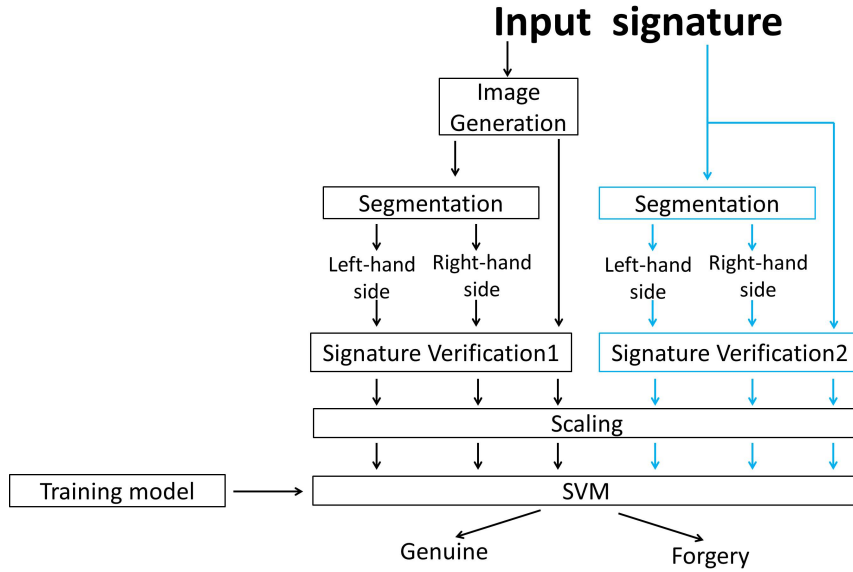 Input signature
Image
Generation
Segmentation
Segmentation
Left-hand
side
Right-hand
side
Left-hand
side
Right-hand
side
Signature Verification1
Signature Verification2
Scaling
Training model
SVM
Genuine
Forgery